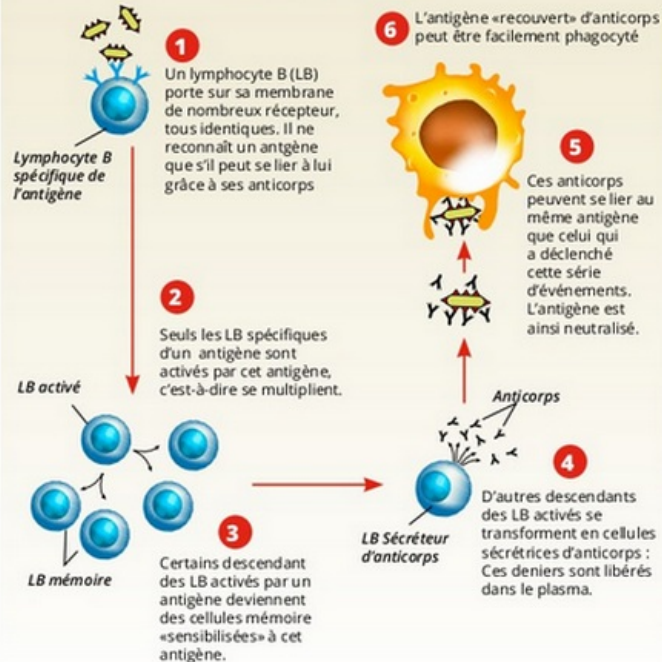 1
Un lymphocyte B (LB)
porte sur sa membrane
de nombreux récepteur,
tous identiques. Il ne
reconnaît un antgène
que s'il peut se lier à lui
grâce à ses anticorps
Lymphocyte B
spécifique de
l'antigène
2
Seuls les LB spécifiques
d'un antigène sont
activés par cet antigène,
c'est-à-dire se multiplient.
LB activé
LB mémoire
3
Certains descendant
des LB activés par un
antigène deviennent
des cellules mémoire
«sensibilisées» à cet
antigène.
Anticorps
LB Sécréteur
d'anticorps
4
D'autres descendants
des LB activés se
transforment en cellules
sécrétrices d'anticorps :
Ces deniers sont libérés
dans le plasma.
5
Ces anticorps
peuvent se lier au
même antigène
que celui qui
a déclenché
cette série
d'événements.
L'antigène est
ainsi neutralisé.
6
L'antigène «recouvert» d'anticorps
peut être facilement phagocyté